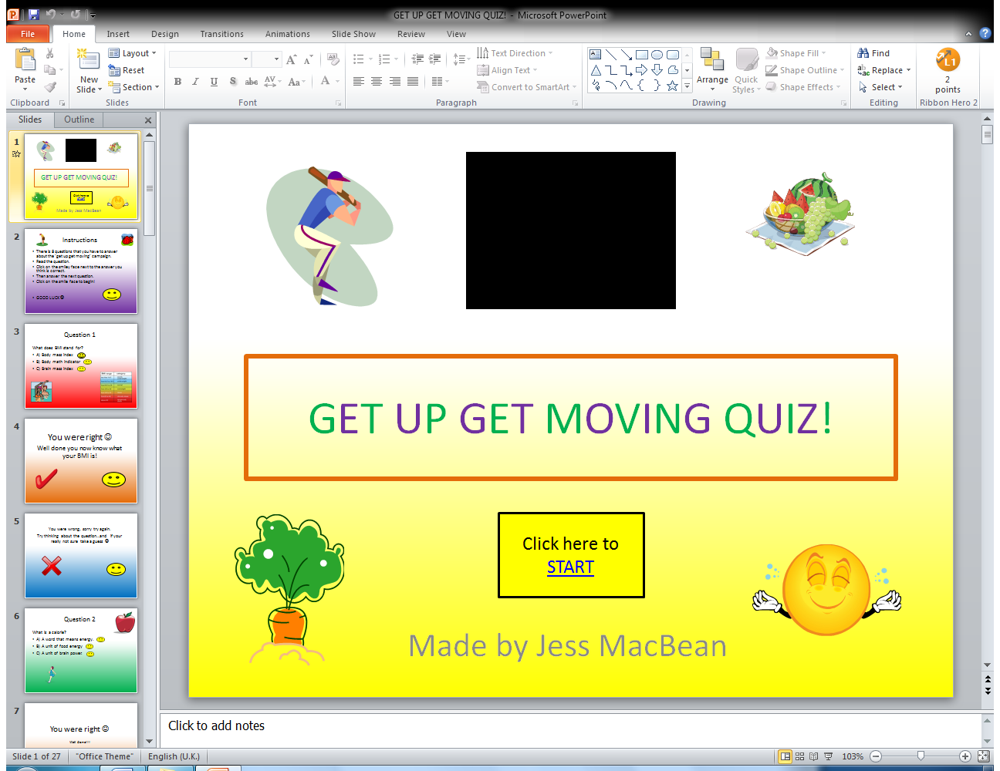 GET UP GET MOVING QUIZ! - Microsoft PowerPoint
File Home Insert Design Transitions Animations Slide Show Review View
Paste
Clipboard
New
Slide
Layout
Reset
Section
Slides
B I U S abc AV Aa A
Font
Text Direction
Align Text
Convert to SmartArt
Paragraph
Arrange
Quick
Styles
Shape Fill
Shape Outline
Shape Effects
Drawing
Find
Replace
Select
Editing
L1
2
points
Ribbon Hero 2
Slides Outline
1
GET UP GET MOVING QUIZ!
Click here to
START
Made by Jess MacBean
2
Instructions
• There is 8 questions that you have to answer
about the 'get up get moving' campaign.
• Read the question.
• Click on the smiley face next to the answer you
think is correct.
• Then answer the next question.
• Click on the smile face to begin!
• GOOD LUCK☺
3
Question 1
What does BMI stand for?
• A) Body mass index
• B) Body math indicator
• C) Brain mass index
4
You were right ☺
Well done you now know what
your BMI is!
5
You were wrong, sorry try again.
Try thinking about the question...and if your
really not sure take a guess ☺
6
Question 2
What is a calorie?
• A) A word that means energy.
• B) A unit of food energy
• C) A unit of brain power.
7
You were right ☺
GET UP GET MOVING QUIZ!
Click here to
START
Made by Jess MacBean
Click to add notes
Slide 1 of 27 "Office Theme" English (U.K.) 103%